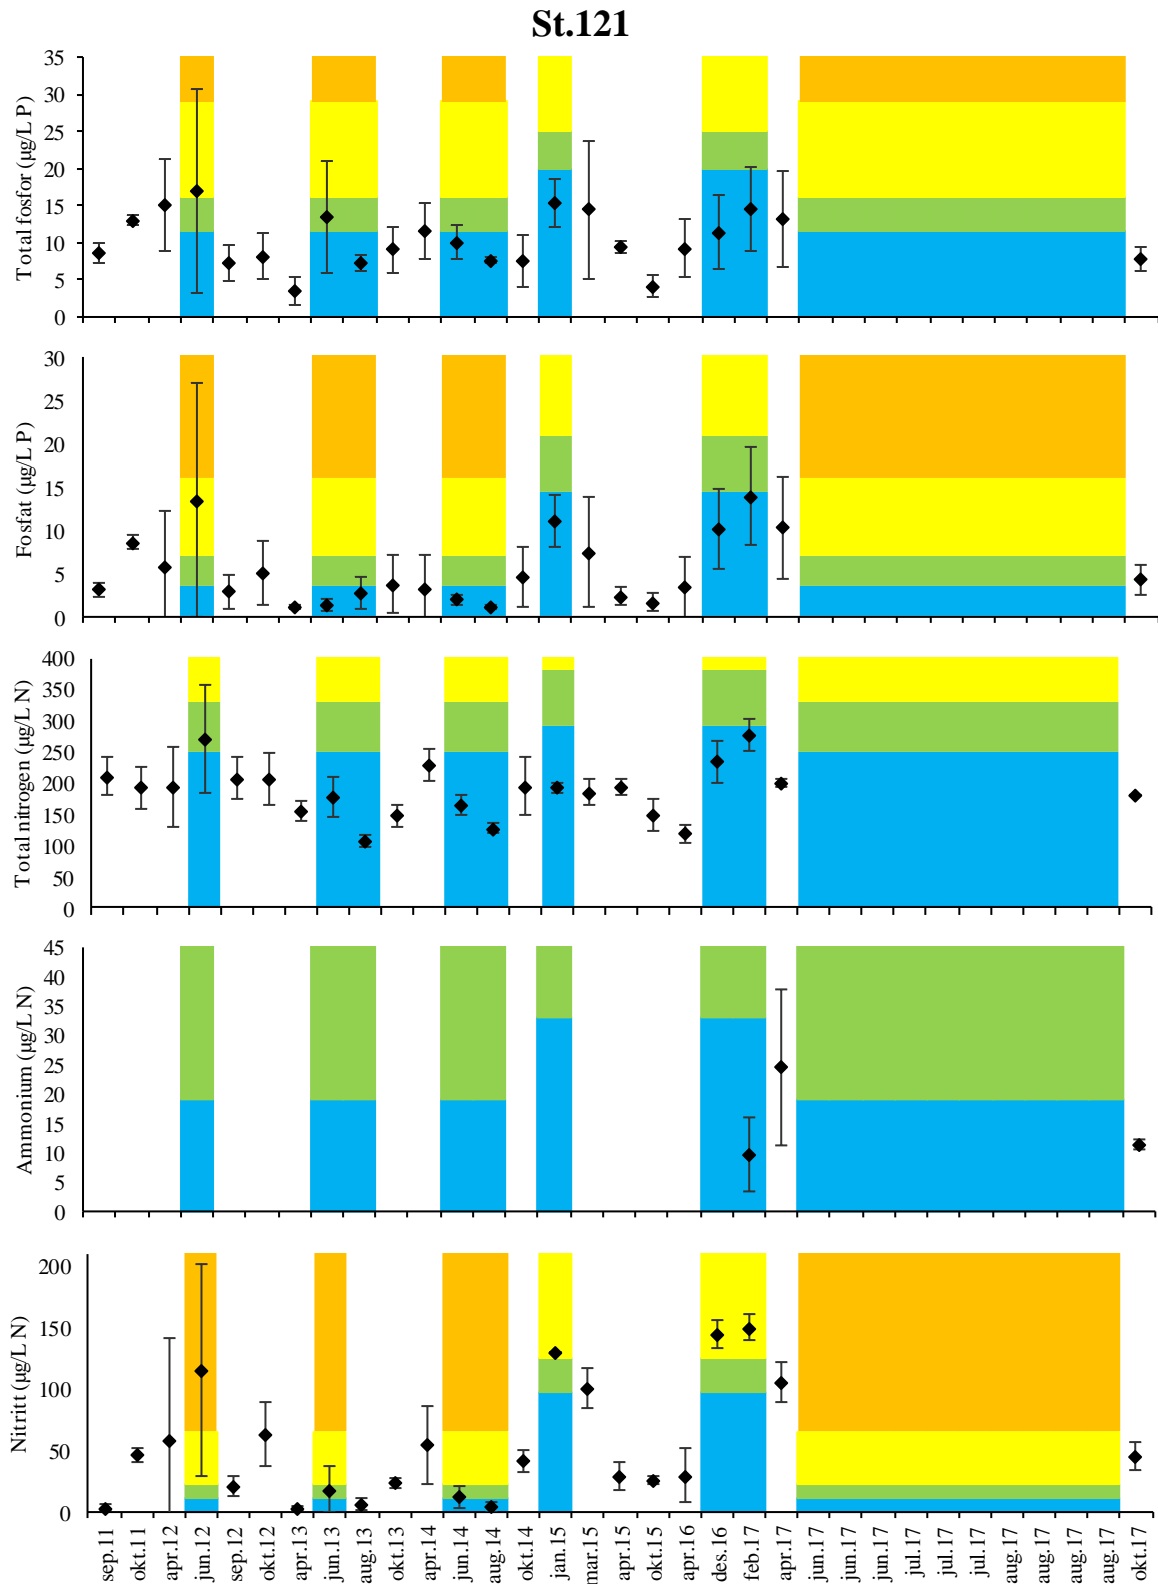 St.121
Total fosfor (µg/L P)
35
30
25
20
15
10
5
0
Fosfat (µg/L P)
30
25
20
15
10
5
0
Total nitrogen (µg/L N)
400
350
300
250
200
150
100
50
0
Ammonium (µg/L N)
45
40
35
30
25
20
15
10
5
0
Nitritt (µg/L N)
200
150
100
50
0
sep.11
okt.11
apr.12
jun.12
sep.12
okt.12
apr.13
jun.13
aug.13
okt.13
apr.14
jun.14
aug.14
okt.14
jan.15
mar.15
apr.15
okt.15
apr.16
des.16
feb.17
apr.17
jun.17
jun.17
jun.17
jul.17
jul.17
jul.17
aug.17
aug.17
aug.17
aug.17
okt.17